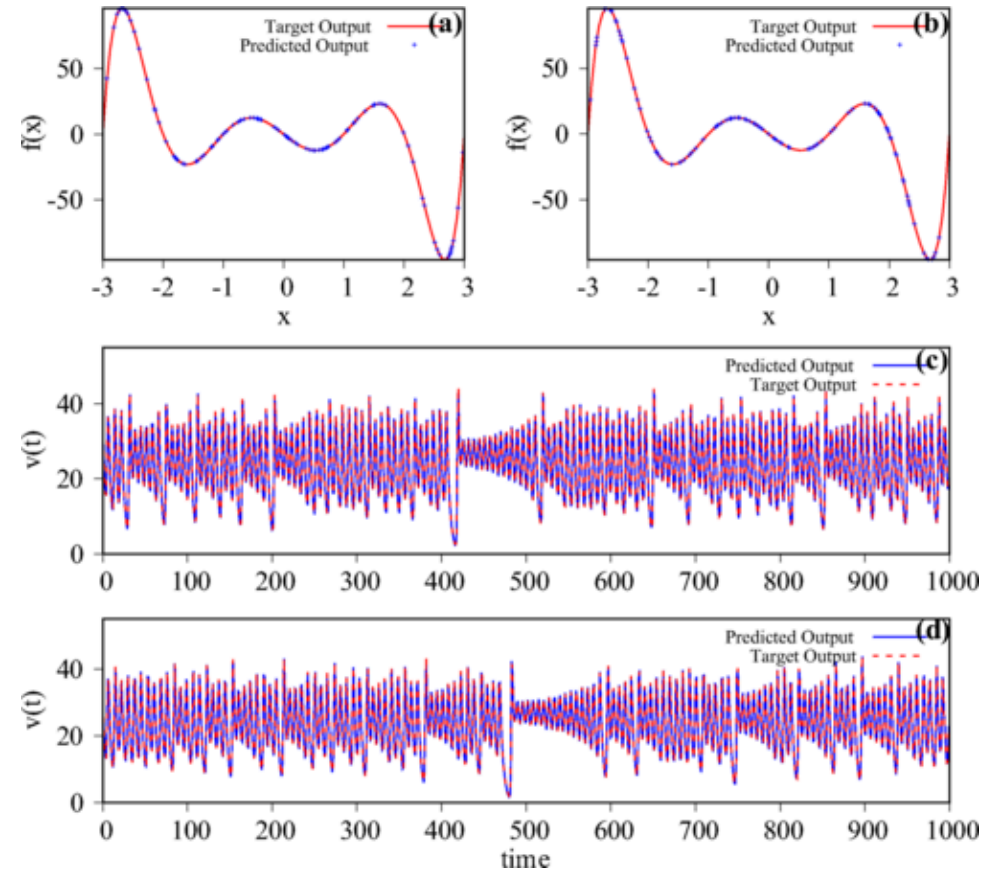 Target Output (a)
Predicted Output
50
0
-50
f(x)
-3 -2 -1 0 1 2 3
x
Target Output (b)
Predicted Output
50
0
-50
f(x)
-3 -2 -1 0 1 2 3
x
Predicted Output (c)
Target Output
40
20
0
v(t)
0 100 200 300 400 500 600 700 800 900 1000
Predicted Output (d)
Target Output
40
20
0
v(t)
0 100 200 300 400 500 600 700 800 900 1000
time